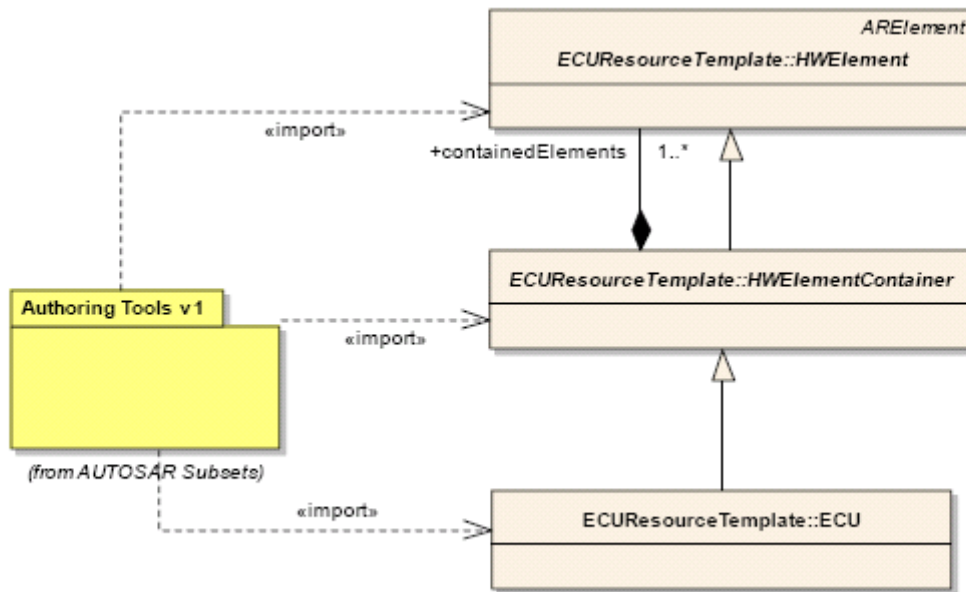 ARElement
ECUResourceTemplate::HWElement
«import»
+containedElements 1..*
ECUResourceTemplate::HWElementContainer
Authoring Tools v1
«import»
(from AUTOSAR Subsets)
«import»
ECUResourceTemplate::ECU